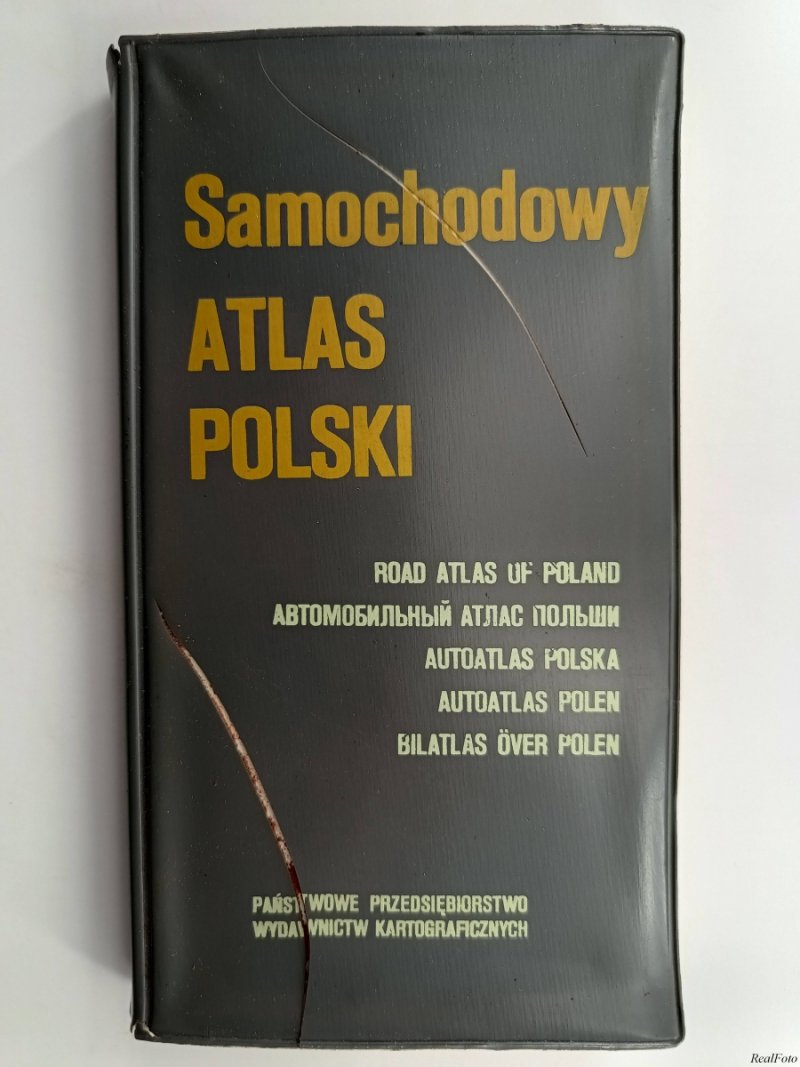 Samochodowy
ATLAS
POLSKI
ROAD ATLAS OF POLAND
АВТОМОБИЛЬНЫЙ АТЛАС ПОЛЬШИ
AUTOATLAS POLSKA
AUTOATLAS POLEN
BILATLAS ÖVER POLEN
PAŃSTWOWE PRZEDSIĘBIORSTWO
WYDAWNICTW KARTOGRAFICZNYCH
RealFoto